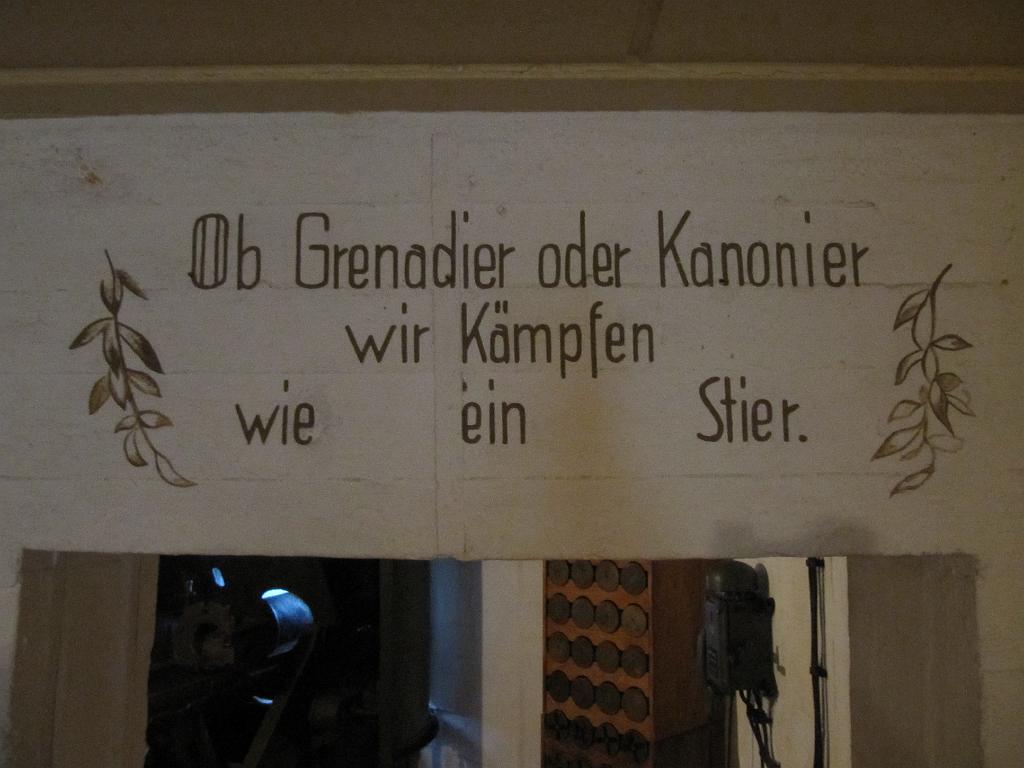 Ob Grenadier oder Kanonier
wir Kämpfen
wie ein Stier.